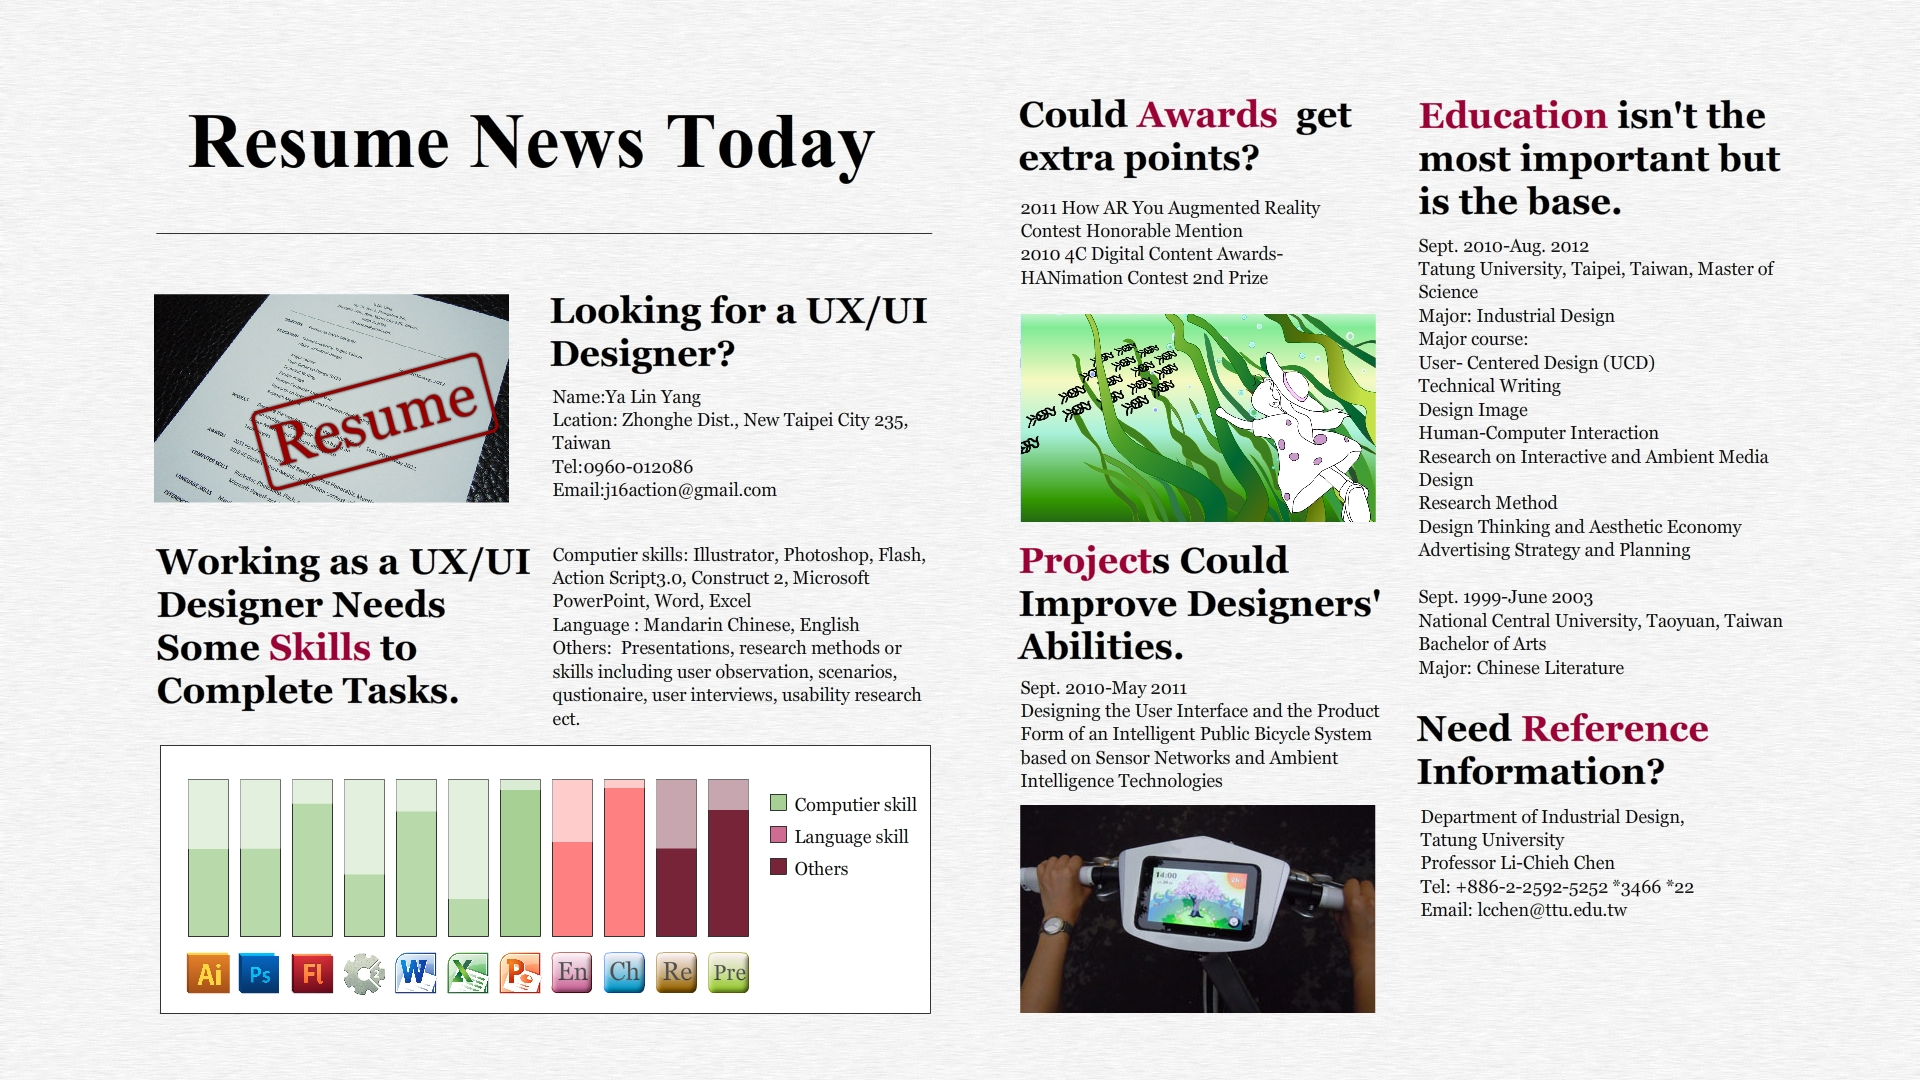 Resume News Today
Resume
Looking for a UX/UI
Designer?
Name:Ya Lin Yang
Lcation: Zhonghe Dist., New Taipei City 235,
Taiwan
Tel:0960-012086
Email:j16action@gmail.com
Working as a UX/UI
Designer Needs
Some Skills to
Complete Tasks.
Computier skills: Illustrator, Photoshop, Flash,
Action Script3.0, Construct 2, Microsoft
PowerPoint, Word, Excel
Language : Mandarin Chinese, English
Others:  Presentations, research methods or
skills including user observation, scenarios,
qustionaire, user interviews, usability research
ect.
Computier skill
Language skill
Others
Ai Ps Fl 2 W X P En Ch Re Pre
Could Awards  get
extra points?
2011 How AR You Augmented Reality
Contest Honorable Mention
2010 4C Digital Content Awards-
HANimation Contest 2nd Prize
Projects Could
Improve Designers'
Abilities.
Sept. 2010-May 2011
Designing the User Interface and the Product
Form of an Intelligent Public Bicycle System
based on Sensor Networks and Ambient
Intelligence Technologies
14:00
Education isn't the
most important but
is the base.
Sept. 2010-Aug. 2012
Tatung University, Taipei, Taiwan, Master of
Science
Major: Industrial Design
Major course:
User- Centered Design (UCD)
Technical Writing
Design Image
Human-Computer Interaction
Research on Interactive and Ambient Media
Design
Research Method
Design Thinking and Aesthetic Economy
Advertising Strategy and Planning
Sept. 1999-June 2003
National Central University, Taoyuan, Taiwan
Bachelor of Arts
Major: Chinese Literature
Need Reference
Information?
Department of Industrial Design,
Tatung University
Professor Li-Chieh Chen
Tel: +886-2-2592-5252 *3466 *22
Email: lcchen@ttu.edu.tw